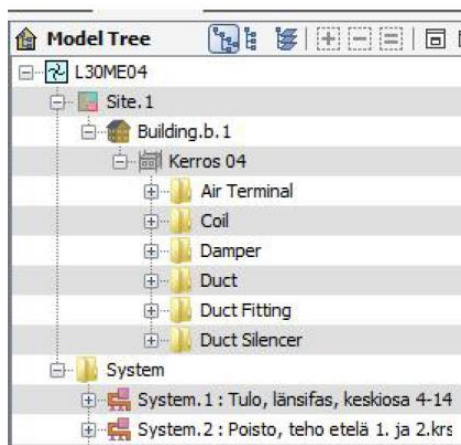 Model Tree
L30ME04
Site.1
Building.b.1
Kerros 04
Air Terminal
Coil
Damper
Duct
Duct Fitting
Duct Silencer
System
System.1 : Tulo, länsifas, keskiosa 4-14
System.2 : Poisto, teho etelä 1. ja 2.krs